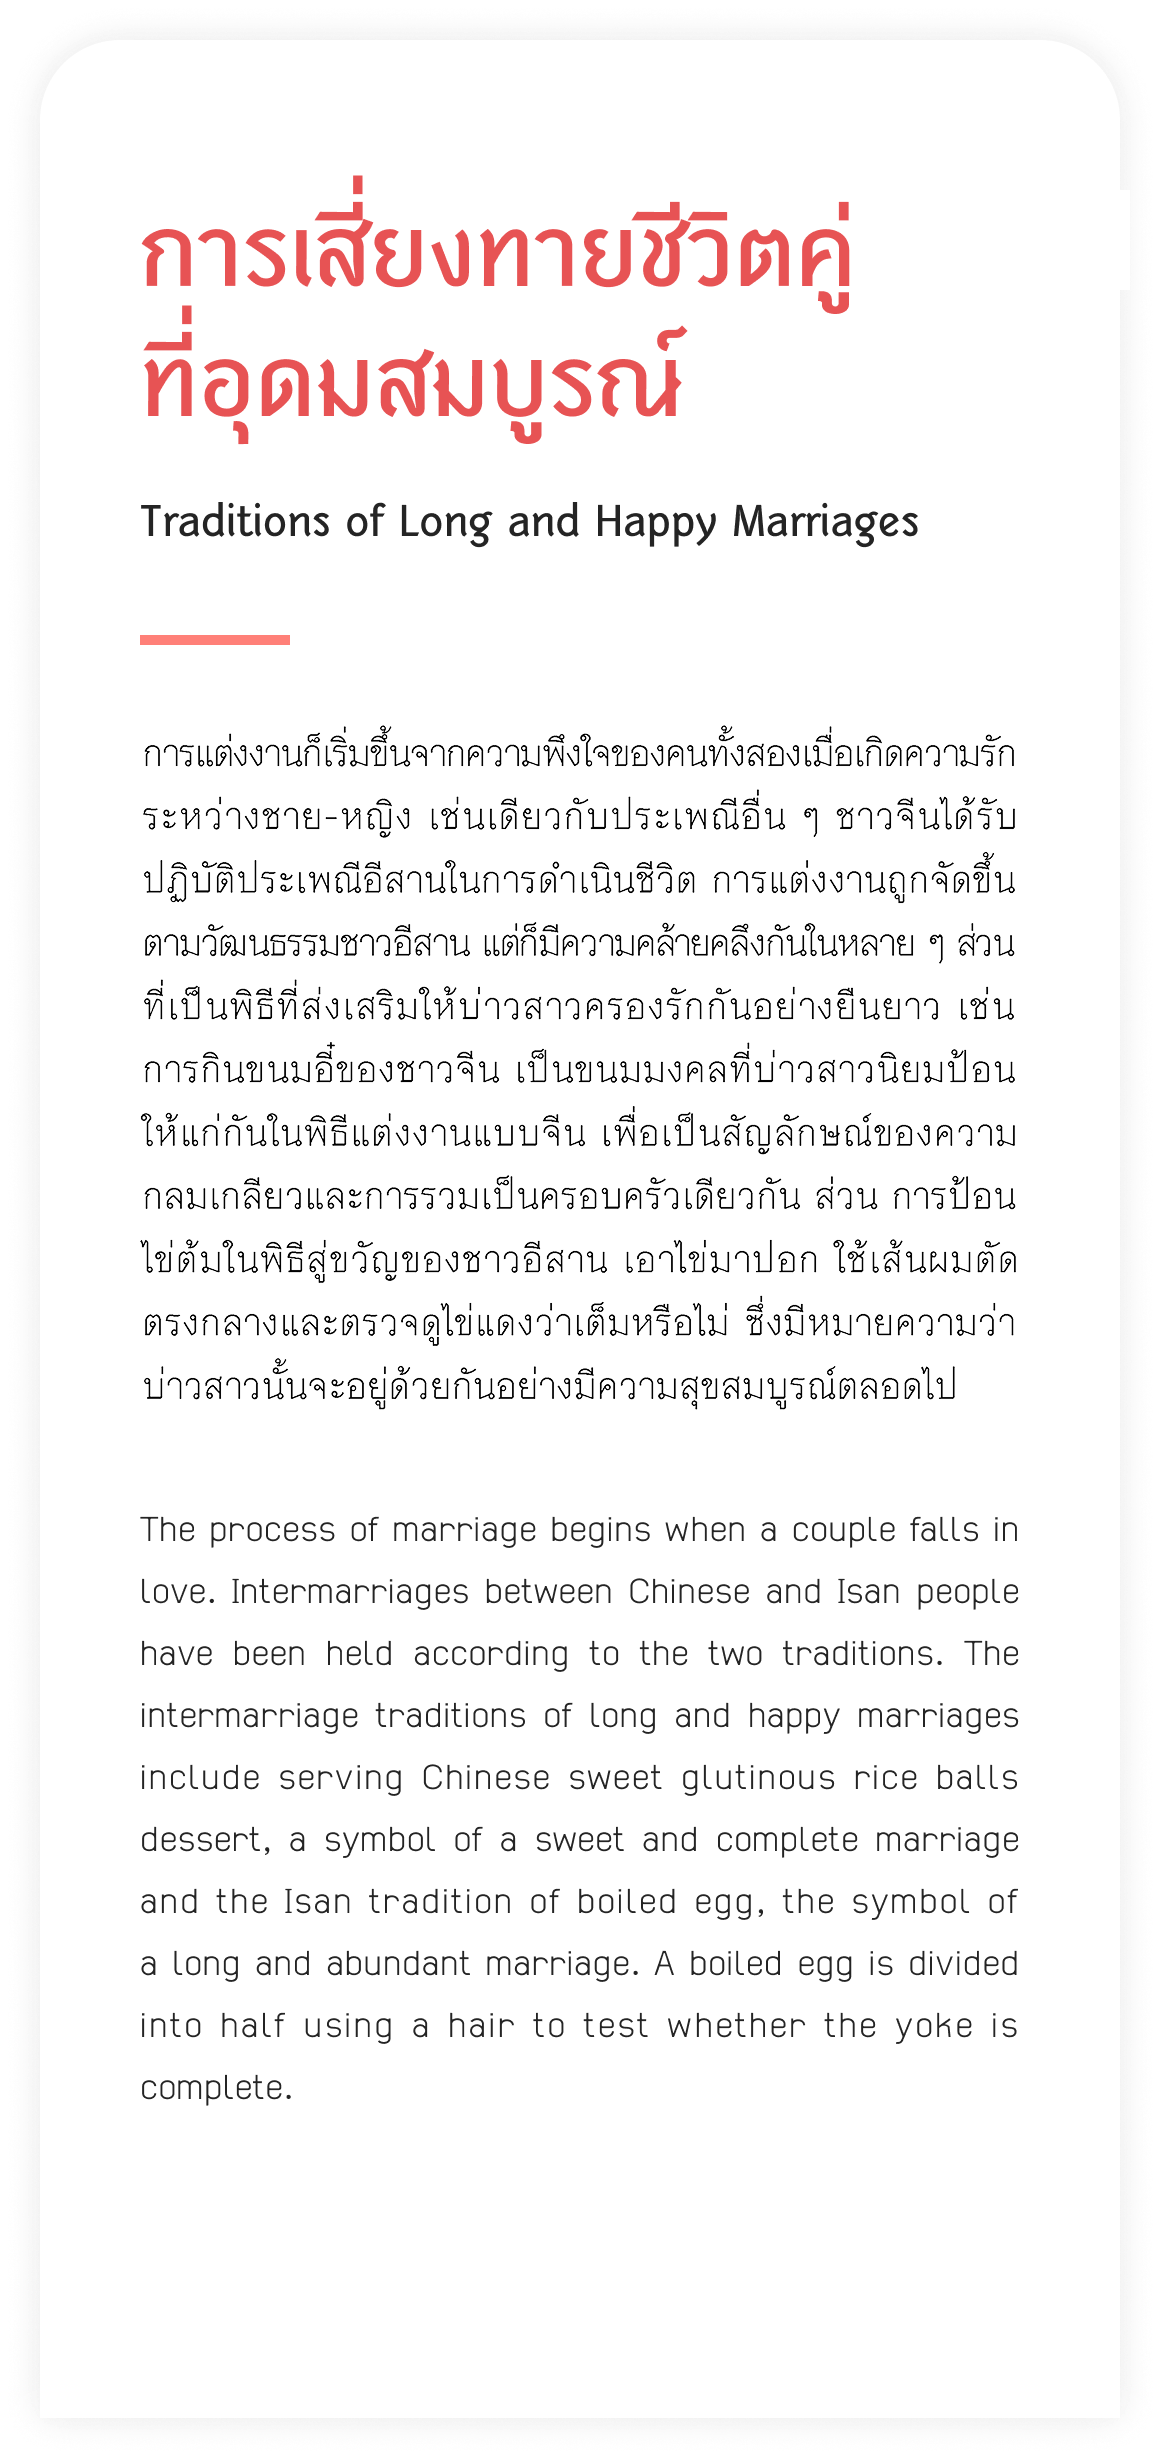 การเสี่ยงทายชีวิตคู่
ที่อุดมสมบูรณ์
Traditions of Long and Happy Marriages
การแต่งงานก็เริ่มขึ้นจากความพึงใจของคนทั้งสองเมื่อเกิดความรัก
ระหว่างชาย-หญิง เช่นเดียวกับประเพณีอื่น ๆ ชาวจีนได้รับ
ปฏิบัติประเพณีอีสานในการดำเนินชีวิต การแต่งงานถูกจัดขึ้น
ตามวัฒนธรรมชาวอีสาน แต่ก็มีความคล้ายคลึงกันในหลาย ๆ ส่วน
ที่เป็นพิธีที่ส่งเสริมให้บ่าวสาวครองรักกันอย่างยืนยาว เช่น
การกินขนมอี๋ของชาวจีน เป็นขนมมงคลที่บ่าวสาวนิยมป้อน
ให้แก่กันในพิธีแต่งงานแบบจีน เพื่อเป็นสัญลักษณ์ของความ
กลมเกลียวและการรวมเป็นครอบครัวเดียวกัน ส่วน การป้อน
ไข่ต้มในพิธีสู่ขวัญของชาวอีสาน เอาไข่มาปอก ใช้เส้นผมตัด
ตรงกลางและตรวจดูไข่แดงว่าเต็มหรือไม่ ซึ่งมีหมายความว่า
บ่าวสาวนั้นจะอยู่ด้วยกันอย่างมีความสุขสมบูรณ์ตลอดไป
The process of marriage begins when a couple falls in
love. Intermarriages between Chinese and Isan people
have been held according to the two traditions. The
intermarriage traditions of long and happy marriages
include serving Chinese sweet glutinous rice balls
dessert, a symbol of a sweet and complete marriage
and the Isan tradition of boiled egg, the symbol of
a long and abundant marriage. A boiled egg is divided
into half using a hair to test whether the yoke is
complete.